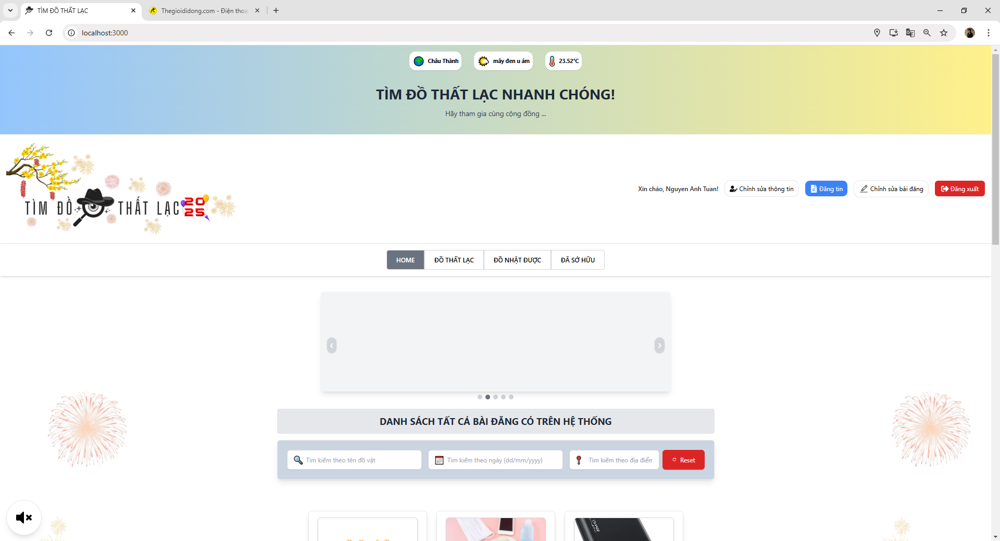 TÌM ĐỒ THẤT LẠC
Thegioididong.com - Điện thoạ
localhost:3000
Châu Thành
mây đen u ám
23.52°C
TÌM ĐỒ THẤT LẠC NHANH CHÓNG!
Hãy tham gia cùng cộng đồng ...
TÌM ĐỒ THẤT LẠC 2025
Xin chào, Nguyen Anh Tuan!
Chỉnh sửa thông tin
Đăng tin
Chỉnh sửa bài đăng
Đăng xuất
HOME
ĐỒ THẤT LẠC
ĐỒ NHẶT ĐƯỢC
ĐÃ SỞ HỮU
DANH SÁCH TẤT CẢ BÀI ĐĂNG CÓ TRÊN HỆ THỐNG
Tìm kiếm theo tên đồ vật
Tìm kiếm theo ngày (dd/mm/yyyy)
Tìm kiếm theo địa điểm
Reset